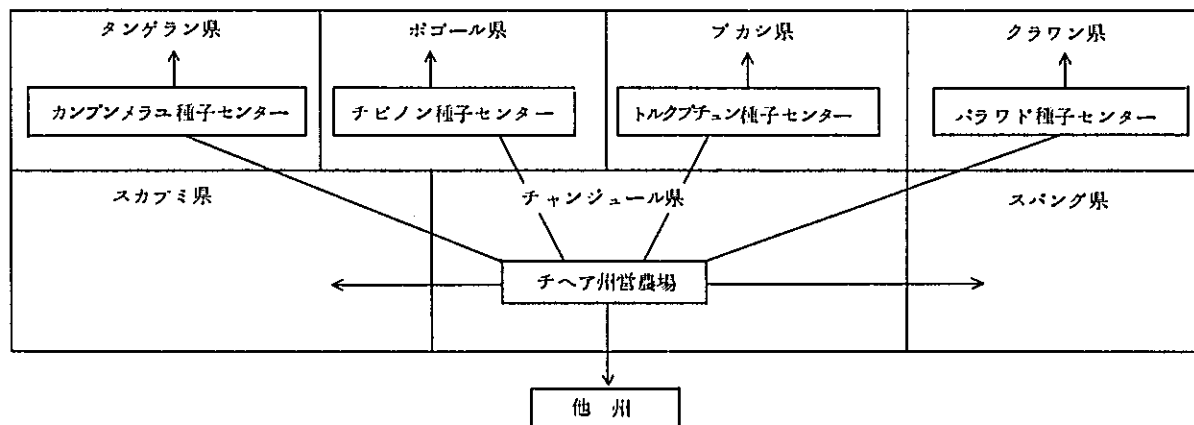 タンゲラン県
ボゴール県
ブカシ県
クラワン県
カンプンメラユ種子センター
チビノン種子センター
トルクプチュン種子センター
パラワド種子センター
スカブミ県
チャンジュール県
スバング県
チヘア州営農場
他州